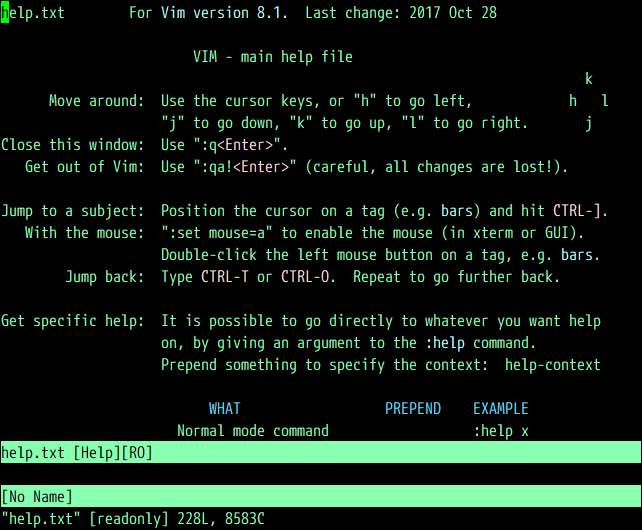 help.txt        For Vim version 8.1.  Last change: 2017 Oct 28
VIM - main help file
k
Move around:  Use the cursor keys, or "h" to go left,            h   l
"j" to go down, "k" to go up, "l" to go right.       j
Close this window:  Use ":q<Enter>".
Get out of Vim:  Use ":qa!<Enter>" (careful, all changes are lost!).
Jump to a subject:  Position the cursor on a tag (e.g. bars) and hit CTRL-].
With the mouse:  ":set mouse=a" to enable the mouse (in xterm or GUI).
Double-click the left mouse button on a tag, e.g. bars.
Jump back:  Type CTRL-T or CTRL-O.  Repeat to go further back.
Get specific help:  It is possible to go directly to whatever you want help
on, by giving an argument to the :help command.
Prepend something to specify the context:  help-context
WHAT                  PREPEND    EXAMPLE
Normal mode command                  :help x
help.txt [Help][RO]
[No Name]
"help.txt" [readonly] 228L, 8583C